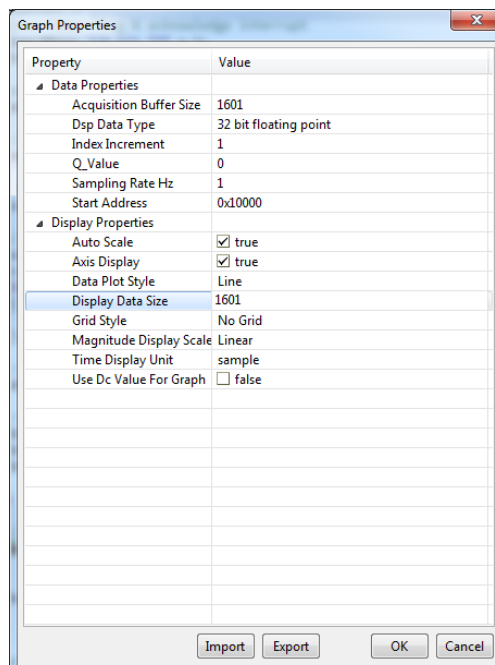 Graph Properties
Property Value
Data Properties
Acquisition Buffer Size 1601
Dsp Data Type 32 bit floating point
Index Increment 1
Q_Value 0
Sampling Rate Hz 1
Start Address 0x10000
Display Properties
Auto Scale true
Axis Display true
Data Plot Style Line
Display Data Size 1601
Grid Style No Grid
Magnitude Display Scale Linear
Time Display Unit sample
Use Dc Value For Graph false
Import Export OK Cancel